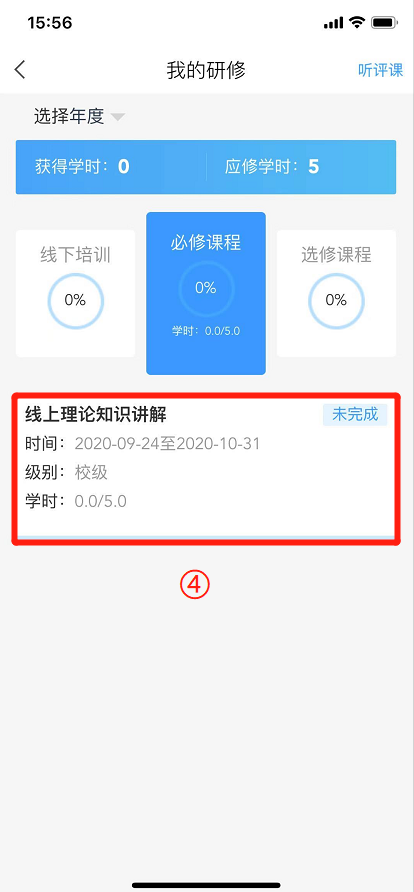 15:56
我的研修
听评课
选择年度
获得学时：0
应修学时：5
线下培训
0%
必修课程
0%
学时：0.0/5.0
选修课程
0%
线上理论知识讲解
未完成
时间：2020-09-24至2020-10-31
级别：校级
学时：0.0/5.0
④